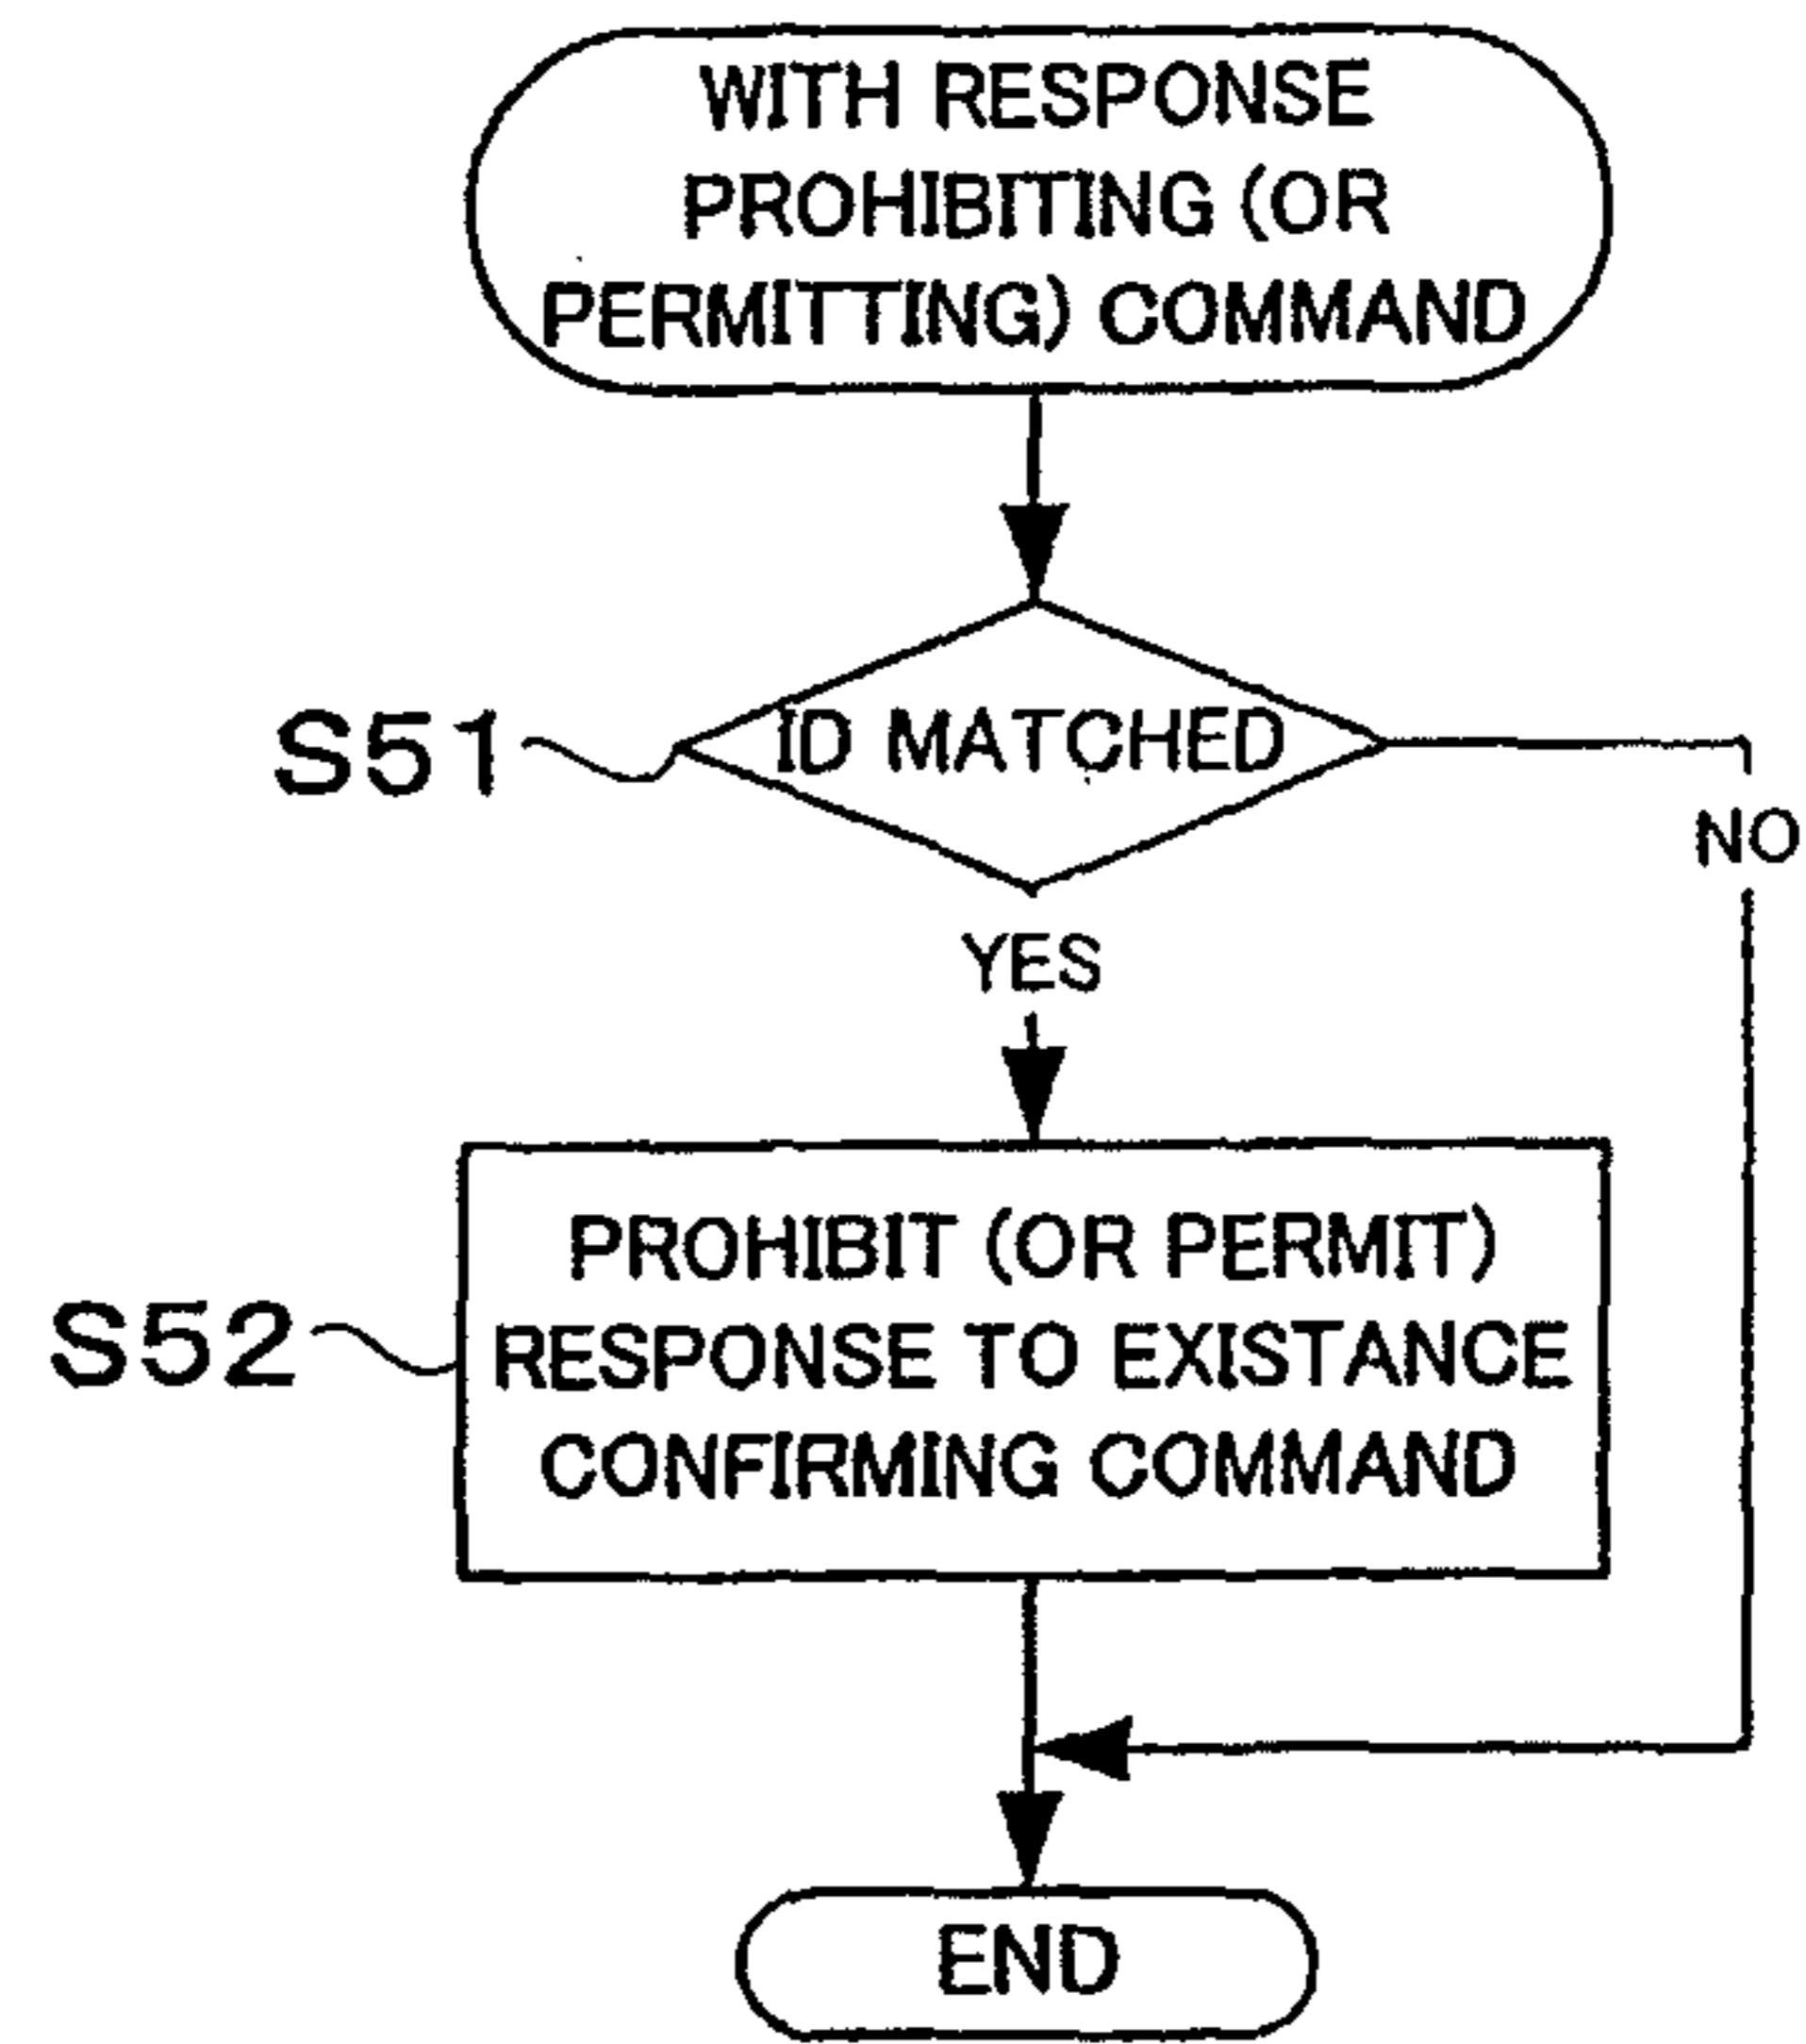 WITH RESPONSE
PROHIBITING (OR
PERMITTING) COMMAND
S51
ID MATCHED
NO
YES
S52
PROHIBIT (OR PERMIT)
RESPONSE TO EXISTANCE
CONFIRMING COMMAND
END